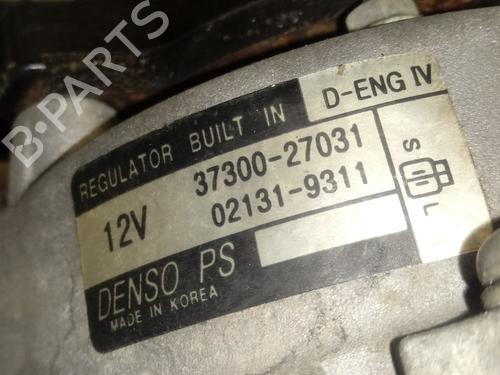 REGULATOR BUILT IN
D-ENG IV
12V
37300-27031
02131-9311
S
L
DENSO PS
MADE IN KOREA
B-PARTS